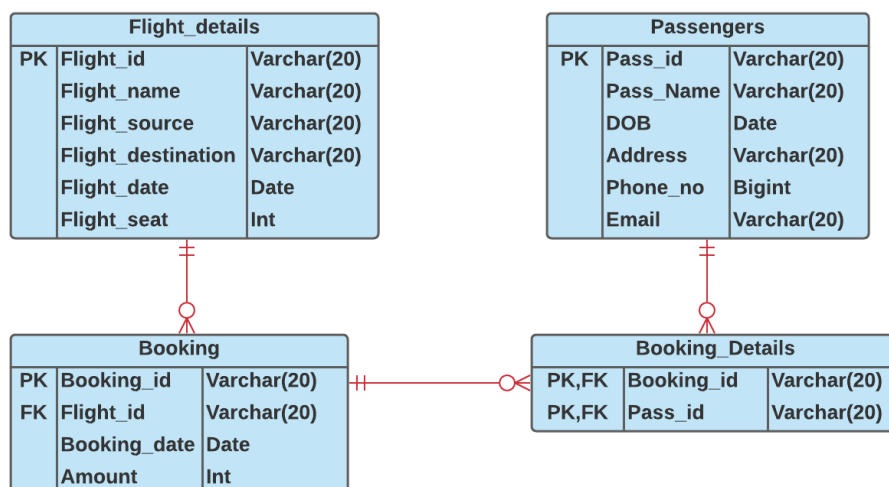 Flight_details
PK Flight_id Varchar(20)
Flight_name Varchar(20)
Flight_source Varchar(20)
Flight_destination Varchar(20)
Flight_date Date
Flight_seat Int
Passengers
PK Pass_id Varchar(20)
Pass_Name Varchar(20)
DOB Date
Address Varchar(20)
Phone_no Bigint
Email Varchar(20)
Booking
PK Booking_id Varchar(20)
FK Flight_id Varchar(20)
Booking_date Date
Amount Int
Booking_Details
PK,FK Booking_id Varchar(20)
PK,FK Pass_id Varchar(20)